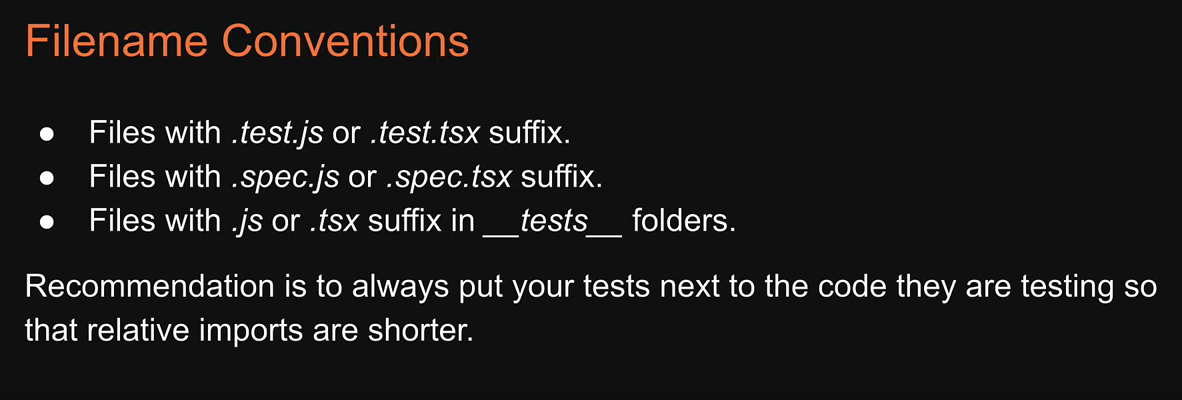 Filename Conventions
● Files with .test.js or .test.tsx suffix.
● Files with .spec.js or .spec.tsx suffix.
● Files with .js or .tsx suffix in __tests__ folders.
Recommendation is to always put your tests next to the code they are testing so
that relative imports are shorter.